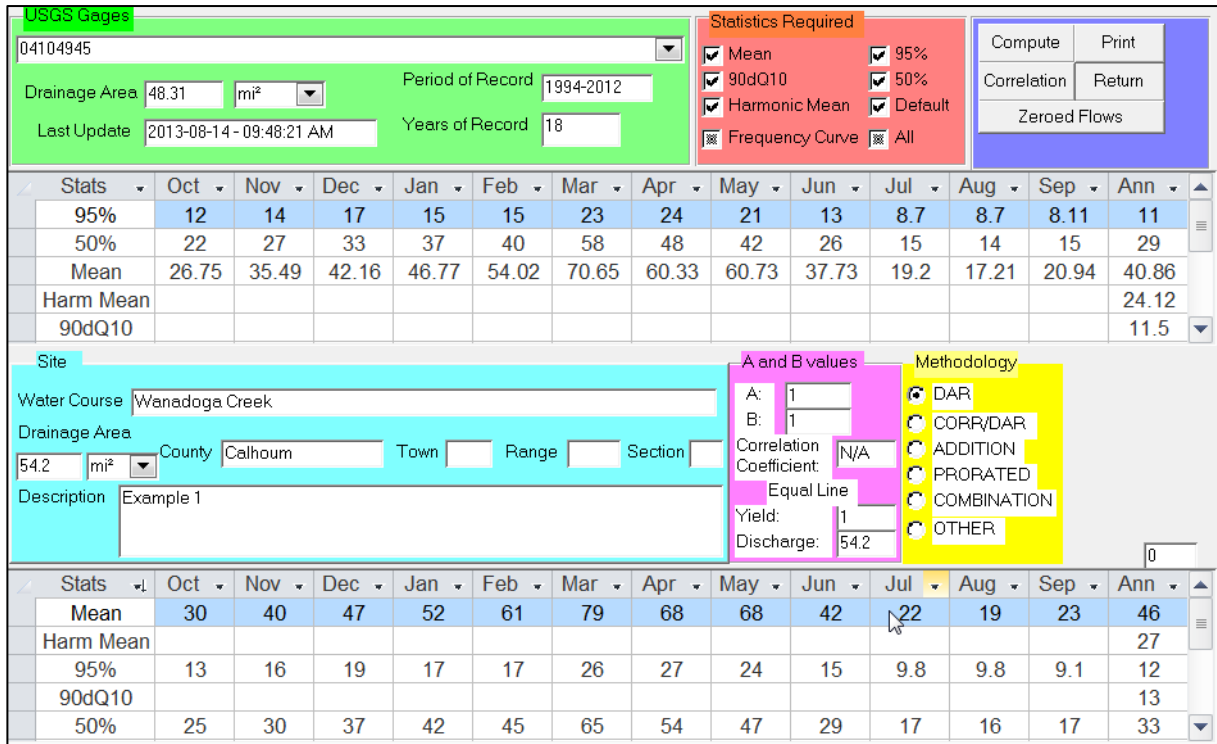 USGS Gages
04104945
Drainage Area 48.31 mi²
Period of Record 1994-2012
Last Update 2013-08-14 - 09:48:21 AM
Years of Record 18
Statistics Required
Mean 95%
90dQ10 50%
Harmonic Mean Default
Frequency Curve All
Compute Print
Correlation Return
Zeroed Flows
Stats Oct Nov Dec Jan Feb Mar Apr May Jun Jul Aug Sep Ann
95% 12 14 17 15 15 23 24 21 13 8.7 8.7 8.11 11
50% 22 27 33 37 40 58 48 42 26 15 14 15 29
Mean 26.75 35.49 42.16 46.77 54.02 70.65 60.33 60.73 37.73 19.2 17.21 20.94 40.86
Harm Mean 24.12
90dQ10 11.5
Site
Water Course Wanadoga Creek
Drainage Area
54.2 mi² County Calhoum Town Range Section
Description Example 1
A and B values
A: 1
B: 1
Correlation
Coefficient: N/A
Equal Line
Yield: 1
Discharge: 54.2
Methodology
DAR
CORR/DAR
ADDITION
PRORATED
COMBINATION
OTHER
0
Stats Oct Nov Dec Jan Feb Mar Apr May Jun Jul Aug Sep Ann
Mean 30 40 47 52 61 79 68 68 42 22 19 23 46
Harm Mean 27
95% 13 16 19 17 17 26 27 24 15 9.8 9.8 9.1 12
90dQ10 13
50% 25 30 37 42 45 65 54 47 29 17 16 17 33